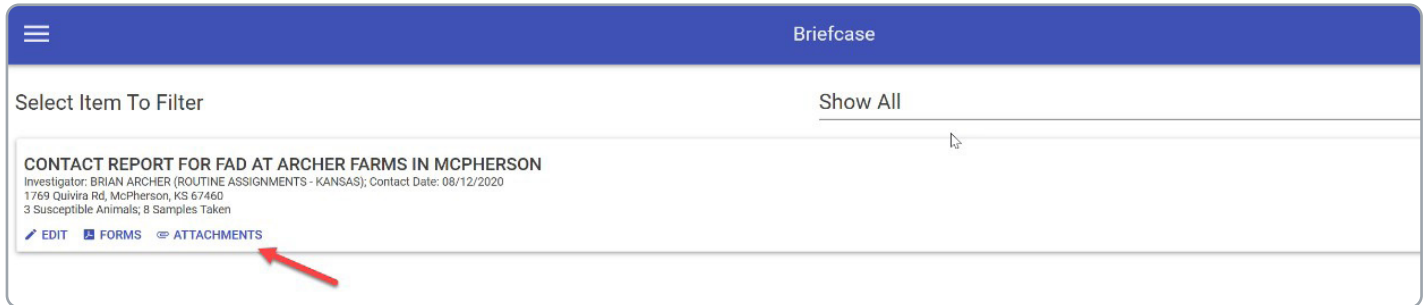 Briefcase
Select Item To Filter
Show All
CONTACT REPORT FOR FAD AT ARCHER FARMS IN MCPHERSON
Investigator: BRIAN ARCHER (ROUTINE ASSIGNMENTS - KANSAS); Contact Date: 08/12/2020
1769 Quivira Rd, McPherson, KS 67460
3 Susceptible Animals; 8 Samples Taken
EDIT FORMS ATTACHMENTS